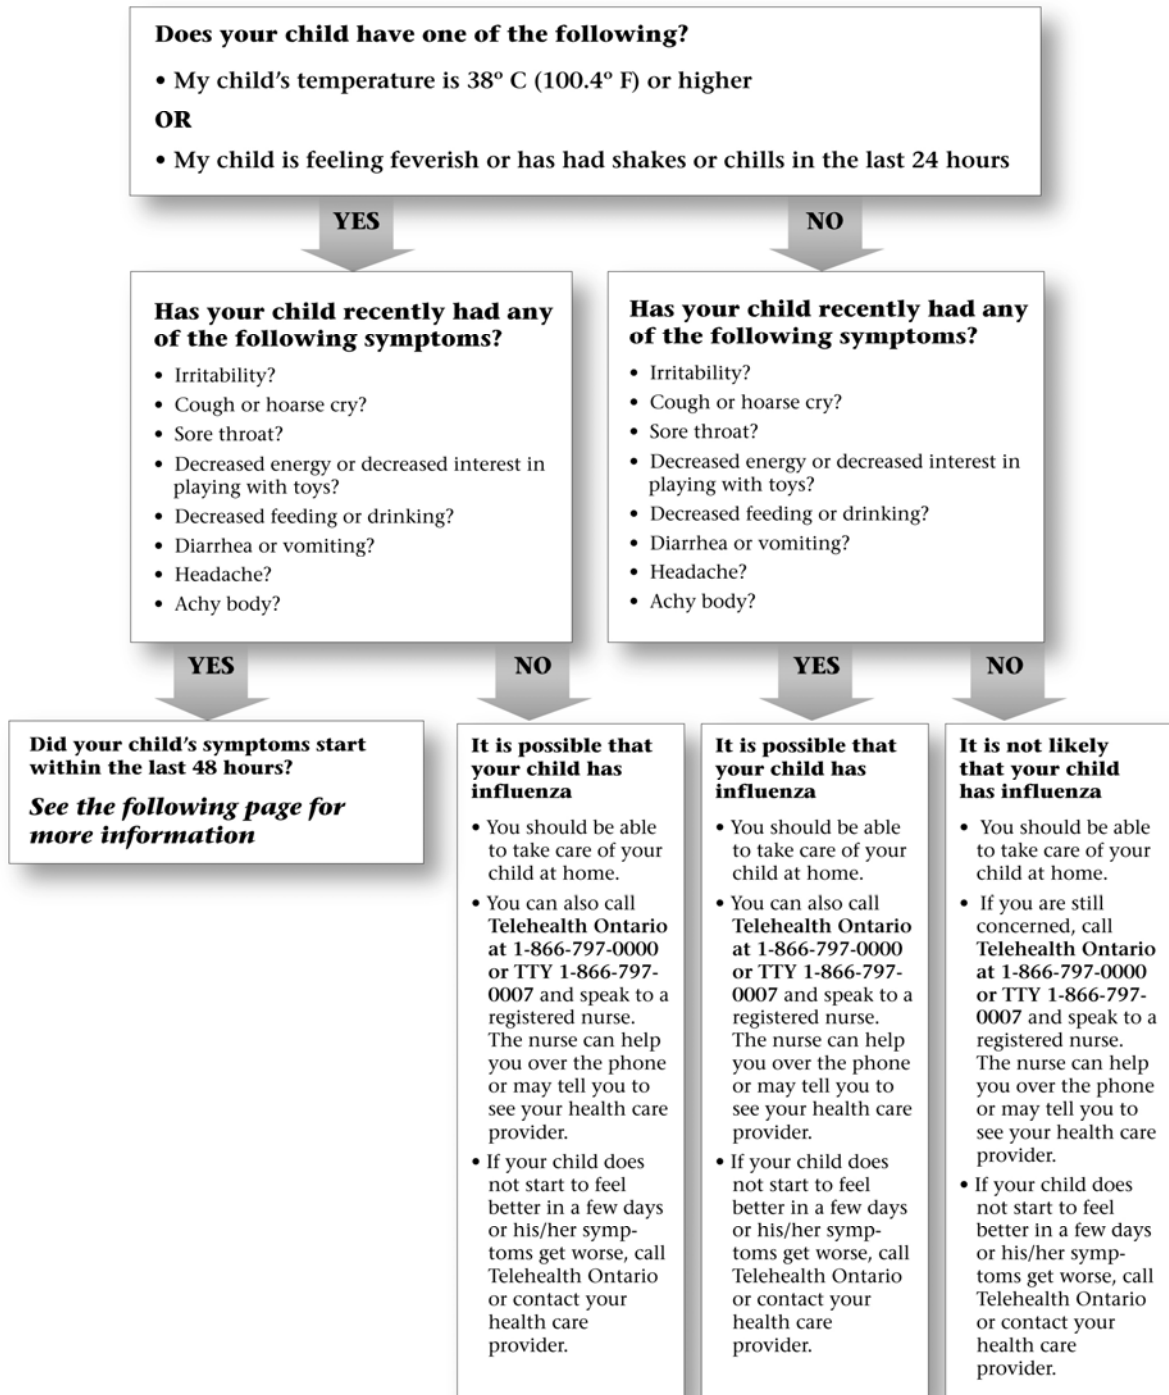 Does your child have one of the following?
• My child's temperature is 38º C (100.4º F) or higher
OR
• My child is feeling feverish or has had shakes or chills in the last 24 hours
YES
NO
Has your child recently had any
of the following symptoms?
• Irritability?
• Cough or hoarse cry?
• Sore throat?
• Decreased energy or decreased interest in
playing with toys?
• Decreased feeding or drinking?
• Diarrhea or vomiting?
• Headache?
• Achy body?
Has your child recently had any
of the following symptoms?
• Irritability?
• Cough or hoarse cry?
• Sore throat?
• Decreased energy or decreased interest in
playing with toys?
• Decreased feeding or drinking?
• Diarrhea or vomiting?
• Headache?
• Achy body?
YES
NO
YES
NO
Did your child's symptoms start
within the last 48 hours?
See the following page for
more information
It is possible that
your child has
influenza
• You should be able
to take care of your
child at home.
• You can also call
Telehealth Ontario
at 1-866-797-0000
or TTY 1-866-797-
0007 and speak to a
registered nurse.
The nurse can help
you over the phone
or may tell you to
see your health care
provider.
• If your child does
not start to feel
better in a few days
or his/her symp-
toms get worse, call
Telehealth Ontario
or contact your
health care
provider.
It is possible that
your child has
influenza
• You should be able
to take care of your
child at home.
• You can also call
Telehealth Ontario
at 1-866-797-0000
or TTY 1-866-797-
0007 and speak to a
registered nurse.
The nurse can help
you over the phone
or may tell you to
see your health care
provider.
• If your child does
not start to feel
better in a few days
or his/her symp-
toms get worse, call
Telehealth Ontario
or contact your
health care
provider.
It is not likely
that your child
has influenza
• You should be able
to take care of your
child at home.
• If you are still
concerned, call
Telehealth Ontario
at 1-866-797-0000
or TTY 1-866-797-
0007 and speak to a
registered nurse.
The nurse can help
you over the phone
or may tell you to
see your health care
provider.
• If your child does
not start to feel
better in a few days
or his/her symp-
toms get worse, call
Telehealth Ontario
or contact your
health care
provider.